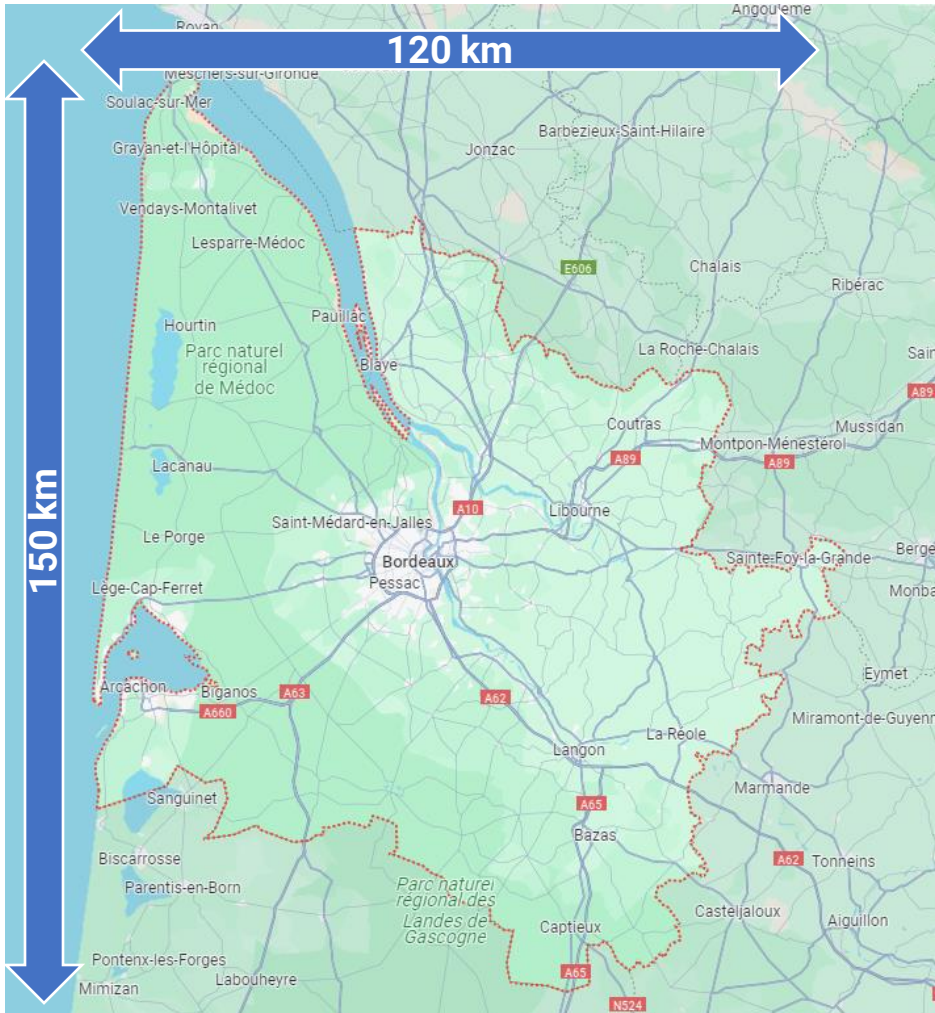 Royan
Angoulême
120 km
Meschers-sur-Gironde
Soulac-sur-Mer
Barbezieux-Saint-Hilaire
Grayan-et-l'Hôpital
Jonzac
Vendays-Montalivet
Lesparre-Médoc
E606
Chalais
Ribérac
Pauillac
Hourtin
Parc naturel
régional
de Médoc
La Roche-Chalais
Blaye
A89
Coutras
Mussidan
Montpon-Ménestérol
A89
A89
Lacanau
150 km
A10
Libourne
Saint-Médard-en-Jalles
Le Porge
Bordeaux
Sainte-Foy-la-Grande
Pessac
Lège-Cap-Ferret
Eymet
Arcachon
Biganos
A63
A62
A660
Miramont-de-Guyenn
La Réole
Langon
Marmande
Sanguinet
A65
Bazas
Biscarrosse
A62
Tonneins
Parentis-en-Born
Parc naturel
régional des
Landes de
Gascogne
Casteljaloux
Aiguillon
Captieux
Pontenx-les-Forges
A65
Labouheyre
Mimizan
N524